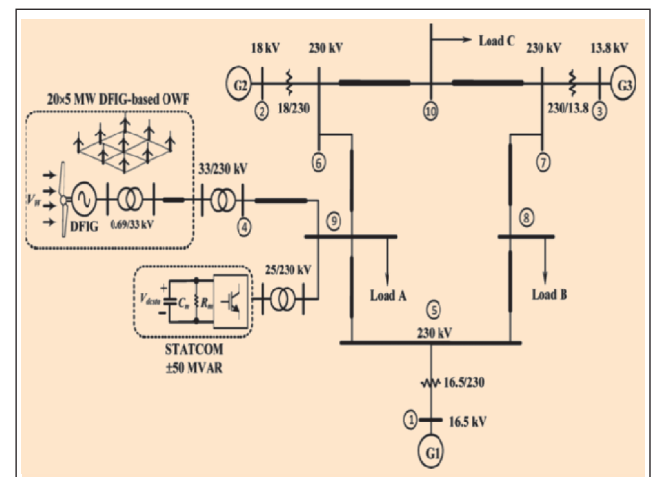 Load C
18 kV
230 kV
230 kV
13.8 kV
G2
G3
20×5 MW DFIG-based OWF
2
18/230
10
230/13.8
3
6
7
33/230 kV
DFIG
0.69/33 kV
4
9
8
25/230 kV
Load A
Load B
5
230 kV
STATCOM
±50 MVAR
16.5/230
1
16.5 kV
G1